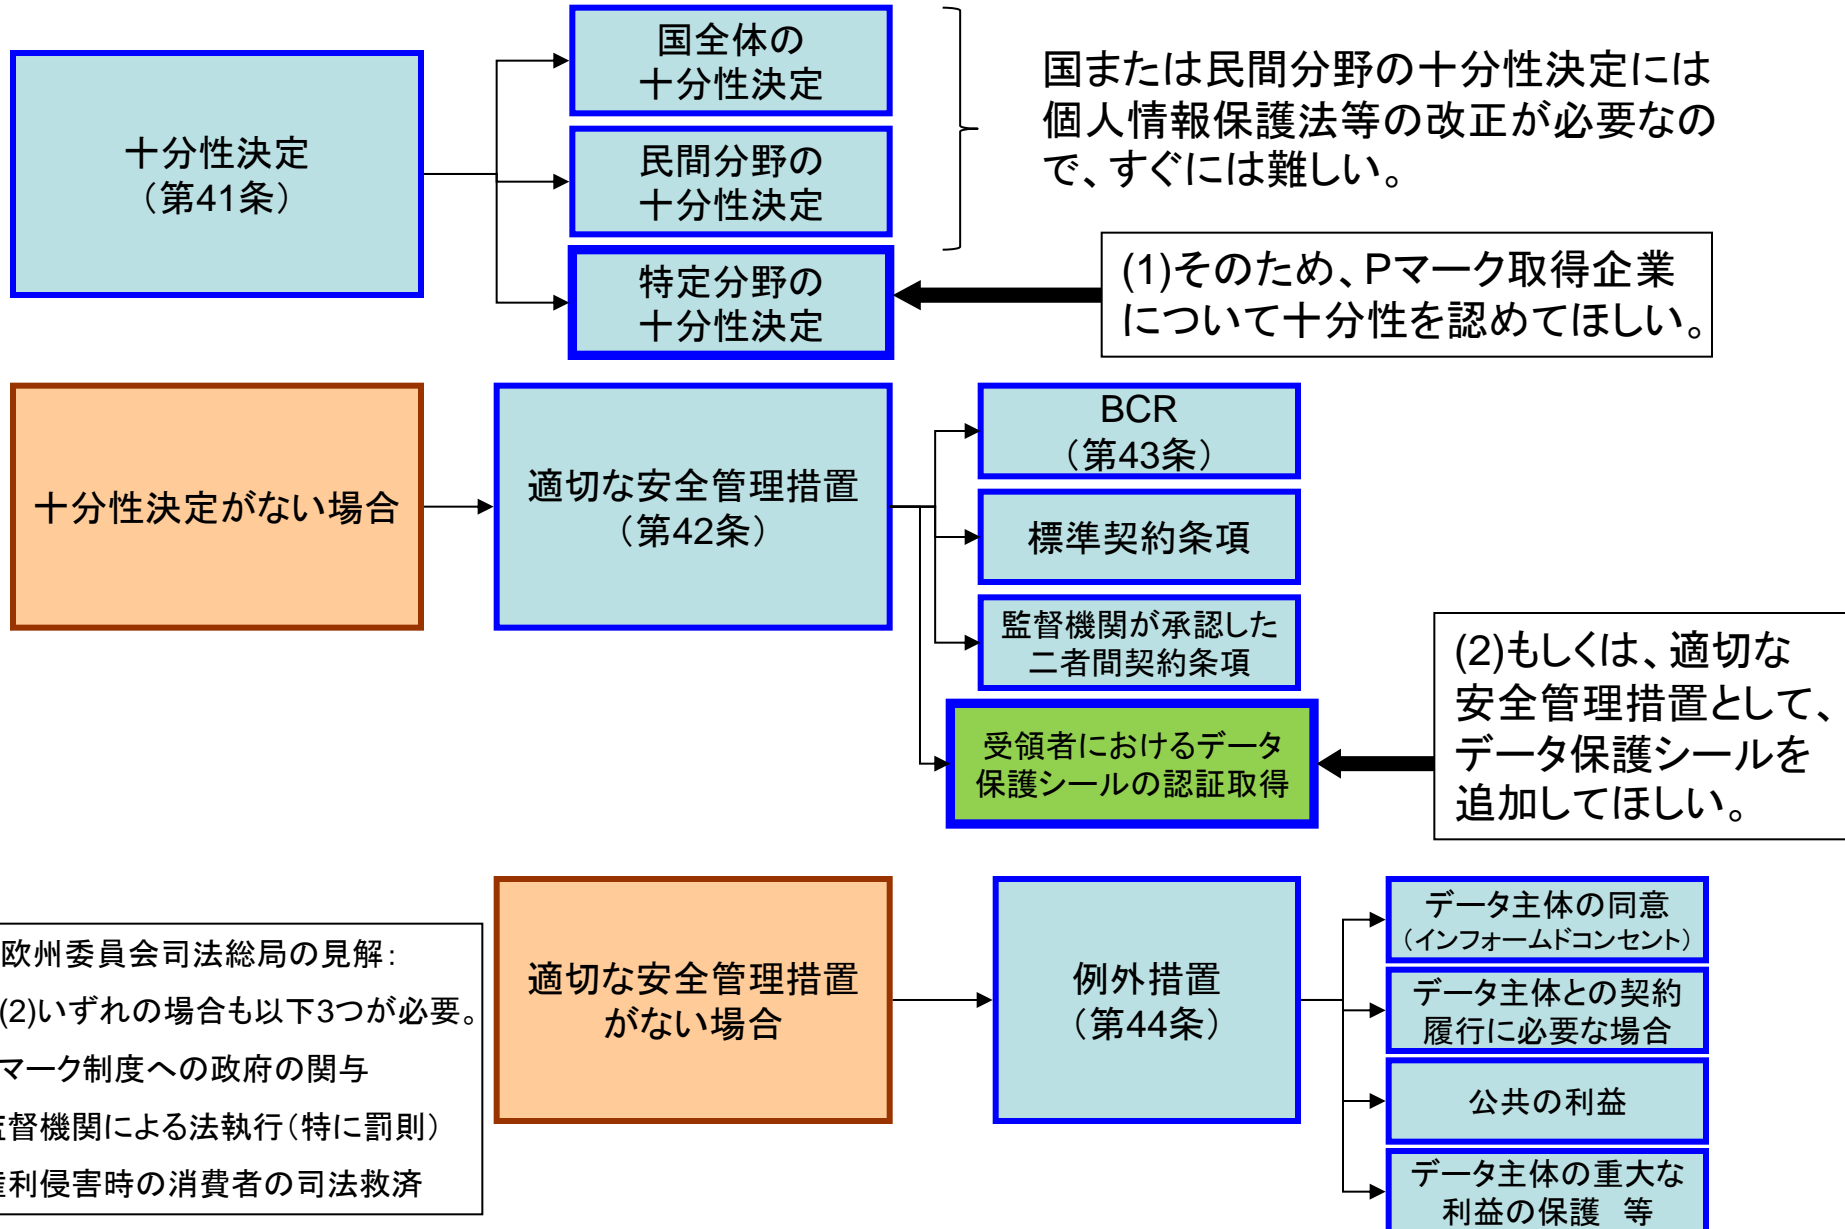 国全体の
十分性決定
十分性決定
（第41条）
民間分野の
十分性決定
特定分野の
十分性決定
国または民間分野の十分性決定には
個人情報保護法等の改正が必要なの
で、すぐには難しい。
(1)そのため、Pマーク取得企業
について十分性を認めてほしい。
十分性決定がない場合
適切な安全管理措置
（第42条）
BCR
（第43条）
標準契約条項
監督機関が承認した
二者間契約条項
受領者におけるデータ
保護シールの認証取得
(2)もしくは、適切な
安全管理措置として、
データ保護シールを
追加してほしい。
欧州委員会司法総局の見解：
(2)いずれの場合も以下3つが必要。
マーク制度への政府の関与
監督機関による法執行（特に罰則）
権利侵害時の消費者の司法救済
適切な安全管理措置
がない場合
例外措置
（第44条）
データ主体の同意
（インフォームドコンセント）
データ主体との契約
履行に必要な場合
公共の利益
データ主体の重大な
利益の保護　等